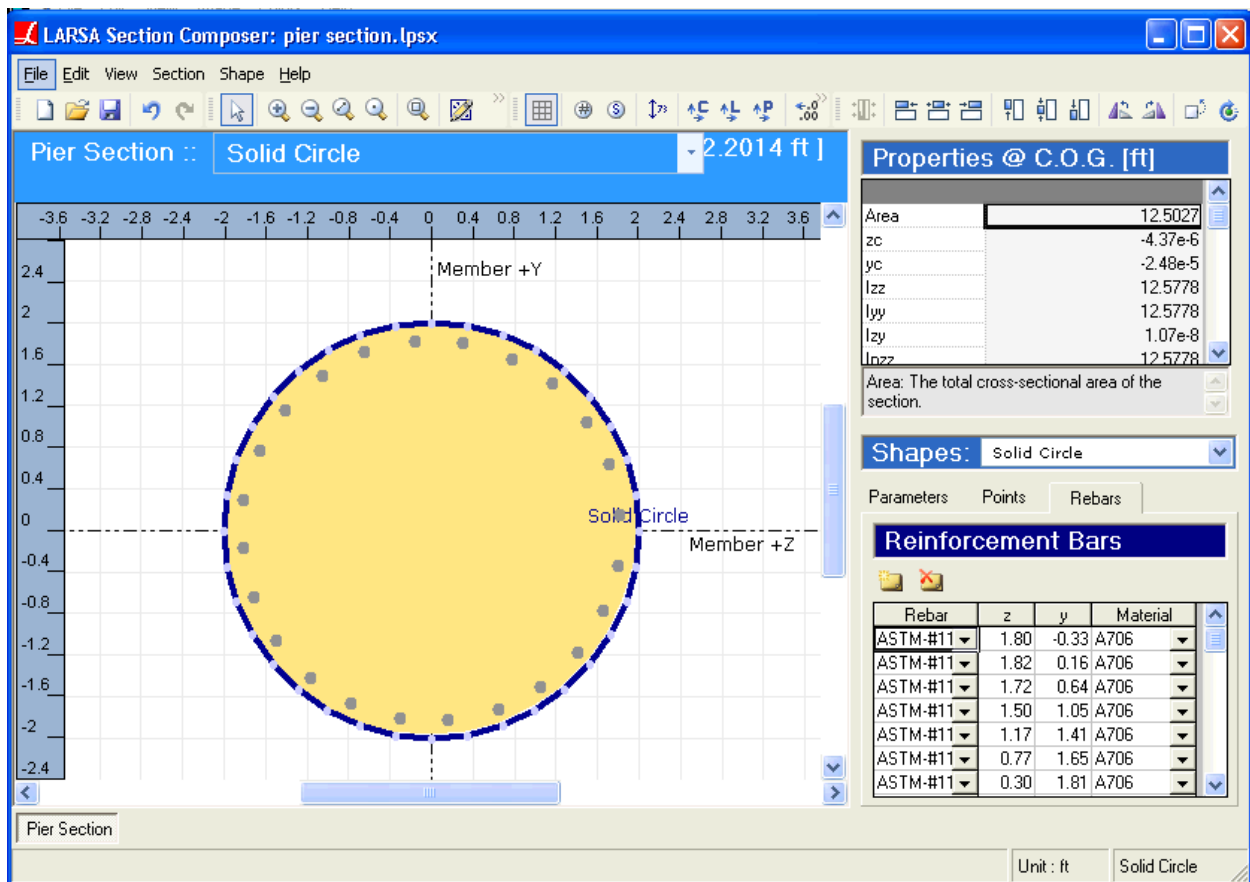 LARSA Section Composer: pier section.lpsx
File Edit View Section Shape Help
Pier Section :: Solid Circle 2.2014 ft ]
-3.6 -3.2 -2.8 -2.4 -2 -1.6 -1.2 -0.8 -0.4 0 0.4 0.8 1.2 1.6 2 2.4 2.8 3.2 3.6
2.4
2
1.6
1.2
0.8
0.4
0
-0.4
-0.8
-1.2
-1.6
-2
-2.4
Member +Y
Solid Circle
Member +Z
Properties @ C.O.G. [ft]
Area 12.5027
zc -4.37e-6
yc -2.48e-5
Izz 12.5778
Iyy 12.5778
Izy 1.07e-8
Ipzz 12.5778
Area: The total cross-sectional area of the
section.
Shapes: Solid Circle
Parameters Points Rebars
Reinforcement Bars
Rebar z y Material
ASTM-#11 1.80 -0.33 A706
ASTM-#11 1.82 0.16 A706
ASTM-#11 1.72 0.64 A706
ASTM-#11 1.50 1.05 A706
ASTM-#11 1.17 1.41 A706
ASTM-#11 0.77 1.65 A706
ASTM-#11 0.30 1.81 A706
Pier Section
Unit : ft Solid Circle